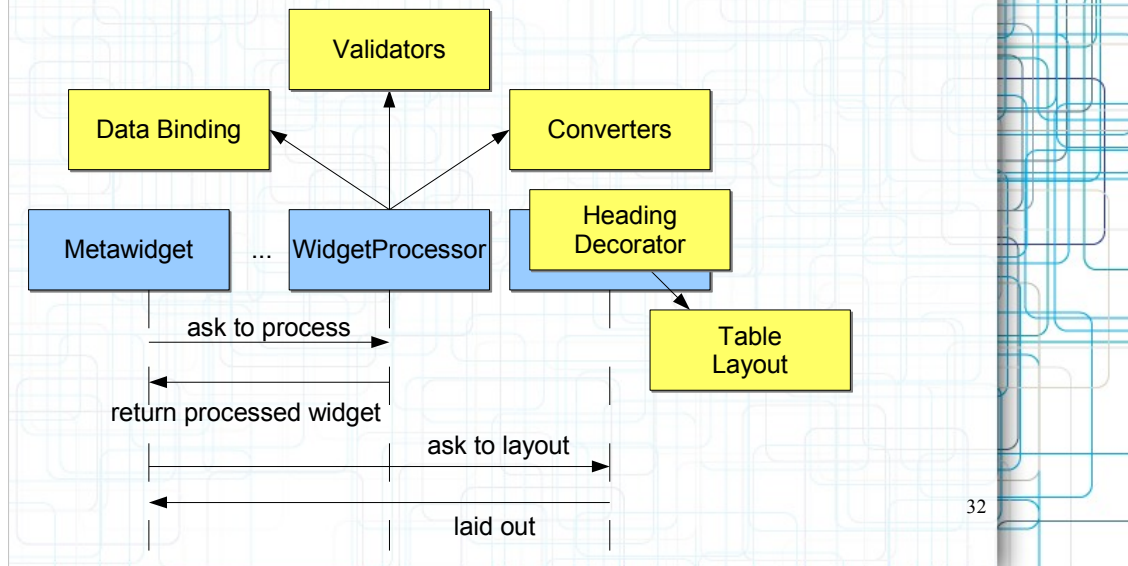 Validators
Data Binding
Converters
Metawidget
...
WidgetProcessor
Heading
Decorator
ask to process
Table
Layout
return processed widget
ask to layout
laid out
32